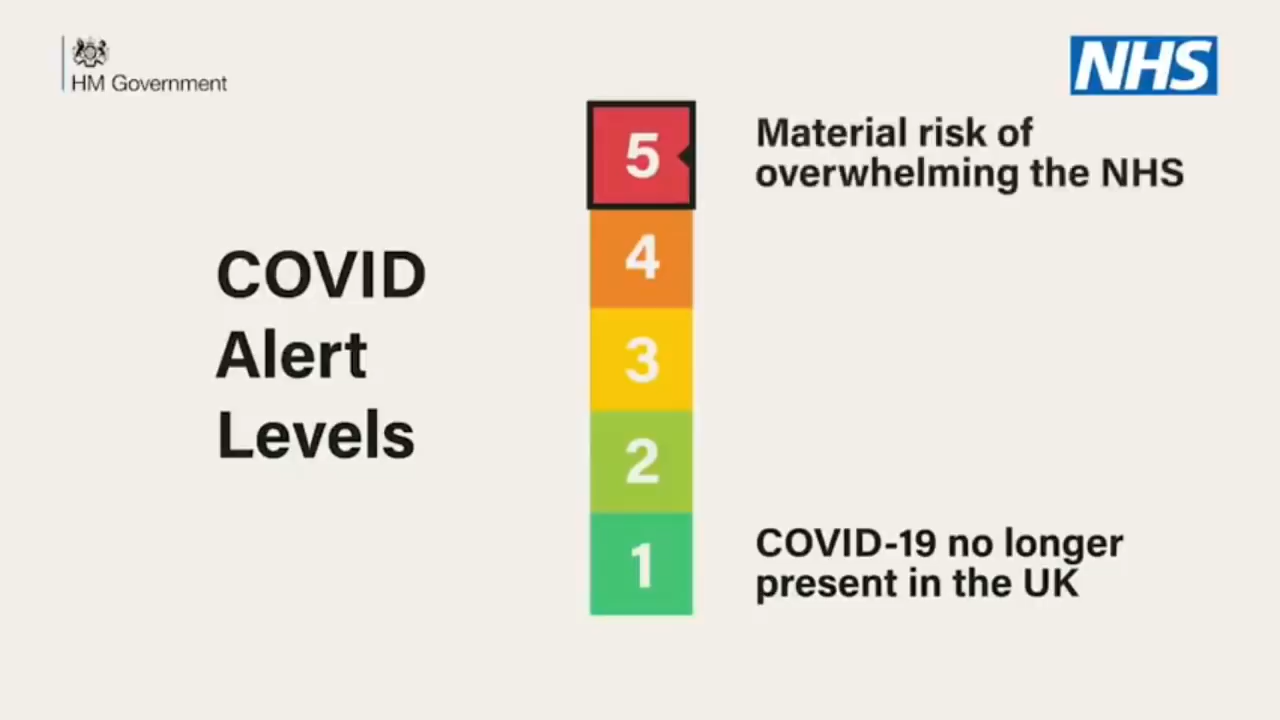 HM Government
NHS
5
Material risk of
overwhelming the NHS
4
COVID
Alert
Levels
3
2
1
COVID-19 no longer
present in the UK